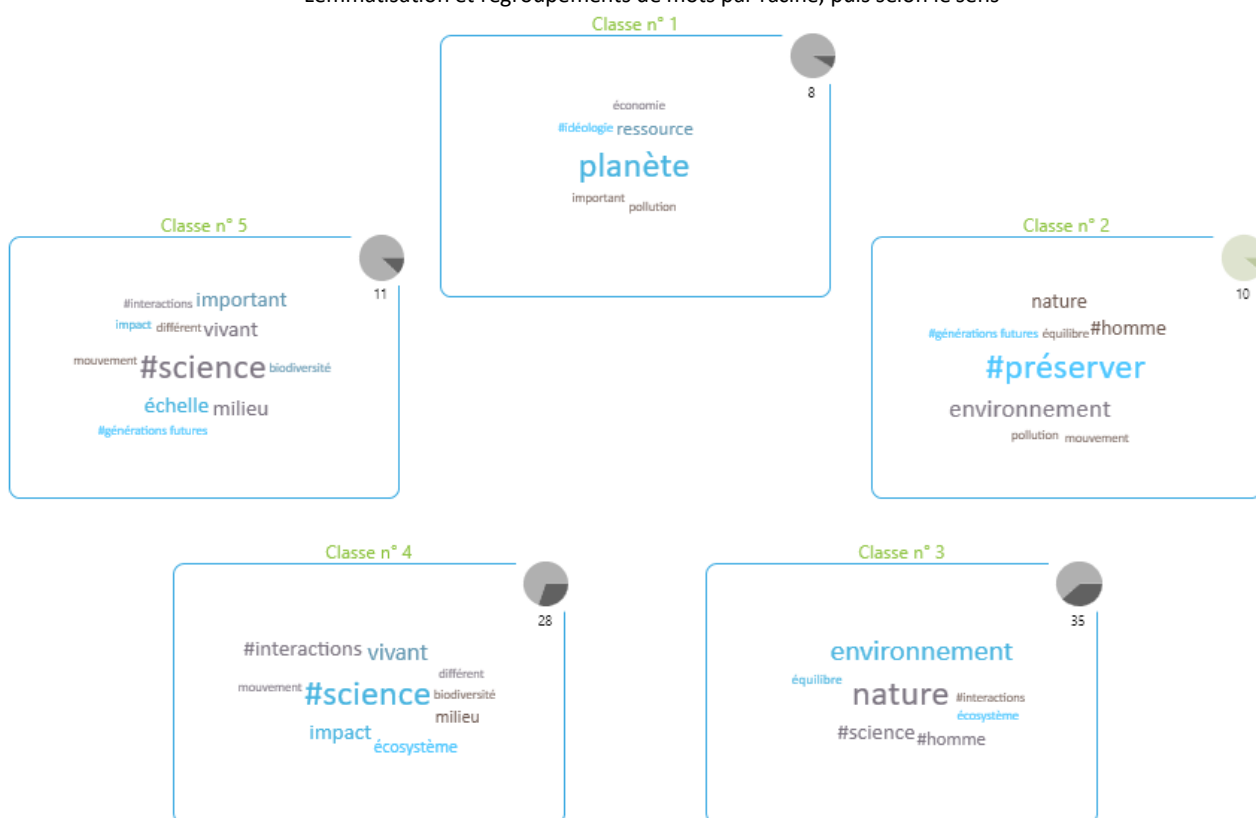 Lemmatisation et regroupements de mots par racine, puis selon le sens
Classe n° 1
8
économie
#idéologie ressource
planète
important pollution
Classe n° 5
11
#interactions important
impact différent vivant
mouvement #science biodiversité
échelle milieu
#générations futures
Classe n° 2
10
nature
#générations futures équilibre #homme
#préserver
environnement
pollution mouvement
Classe n° 4
28
#interactions vivant
différent
mouvement #science biodiversité
milieu
impact écosystème
Classe n° 3
35
environnement
équilibre
nature #interactions
écosystème
#science #homme